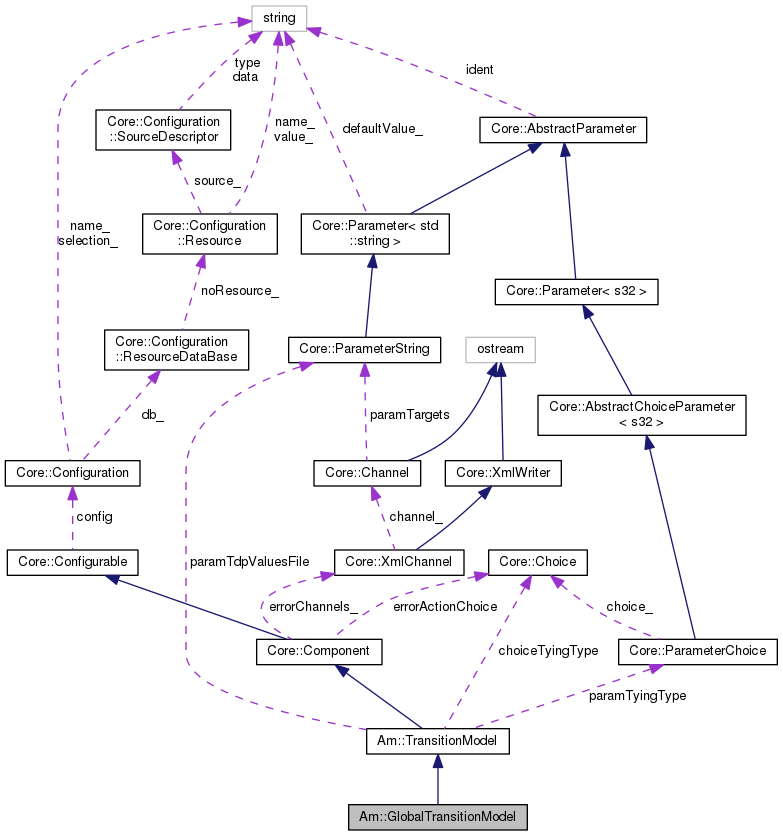 string
type
data
ident
Core::Configuration
::SourceDescriptor
name_
value_
defaultValue_
Core::AbstractParameter
source_
name_
selection_
Core::Configuration
::Resource
Core::Parameter< std
::string >
noResource_
Core::Parameter< s32 >
Core::Configuration
::ResourceDataBase
Core::ParameterString
ostream
db_
paramTargets
Core::AbstractChoiceParameter
< s32 >
Core::Configuration
Core::Channel
Core::XmlWriter
config
channel_
Core::Configurable
paramTdpValuesFile
Core::XmlChannel
Core::Choice
errorChannels_
errorActionChoice
choice_
Core::Component
choiceTyingType
Core::ParameterChoice
paramTyingType
Am::TransitionModel
Am::GlobalTransitionModel